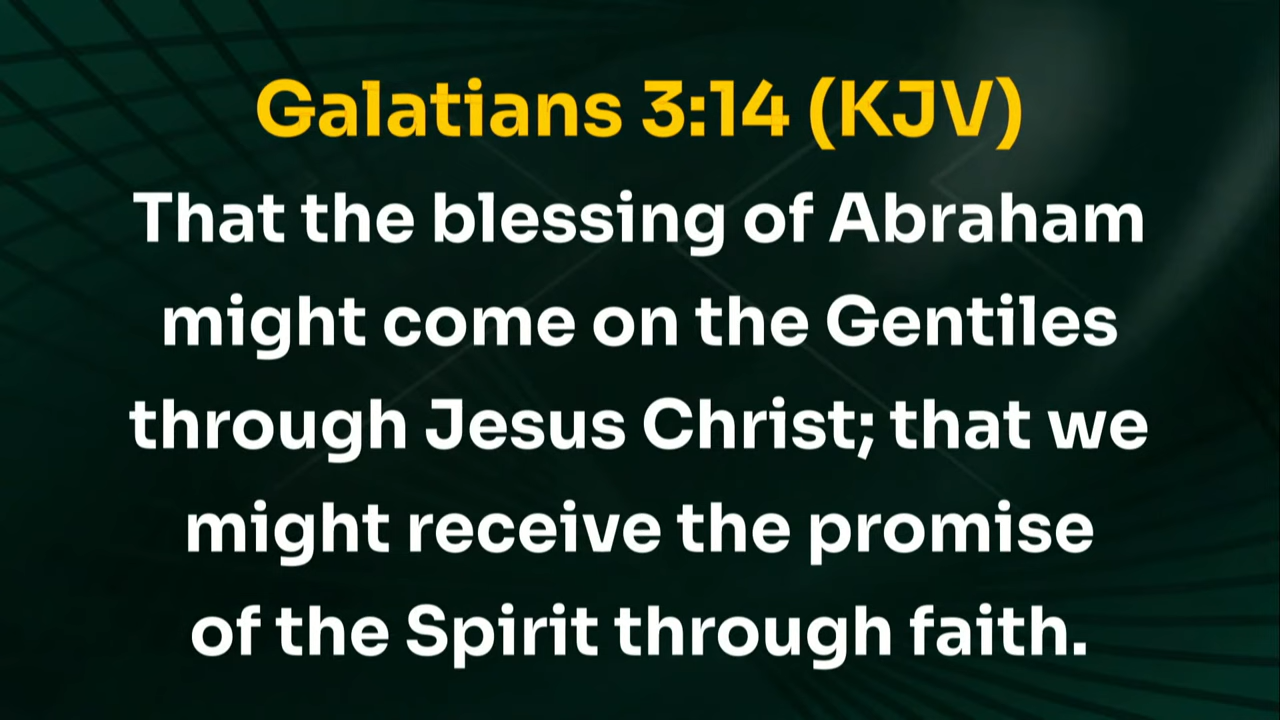 Galatians 3:14 (KJV)
That the blessing of Abraham
might come on the Gentiles
through Jesus Christ; that we
might receive the promise
of the Spirit through faith.